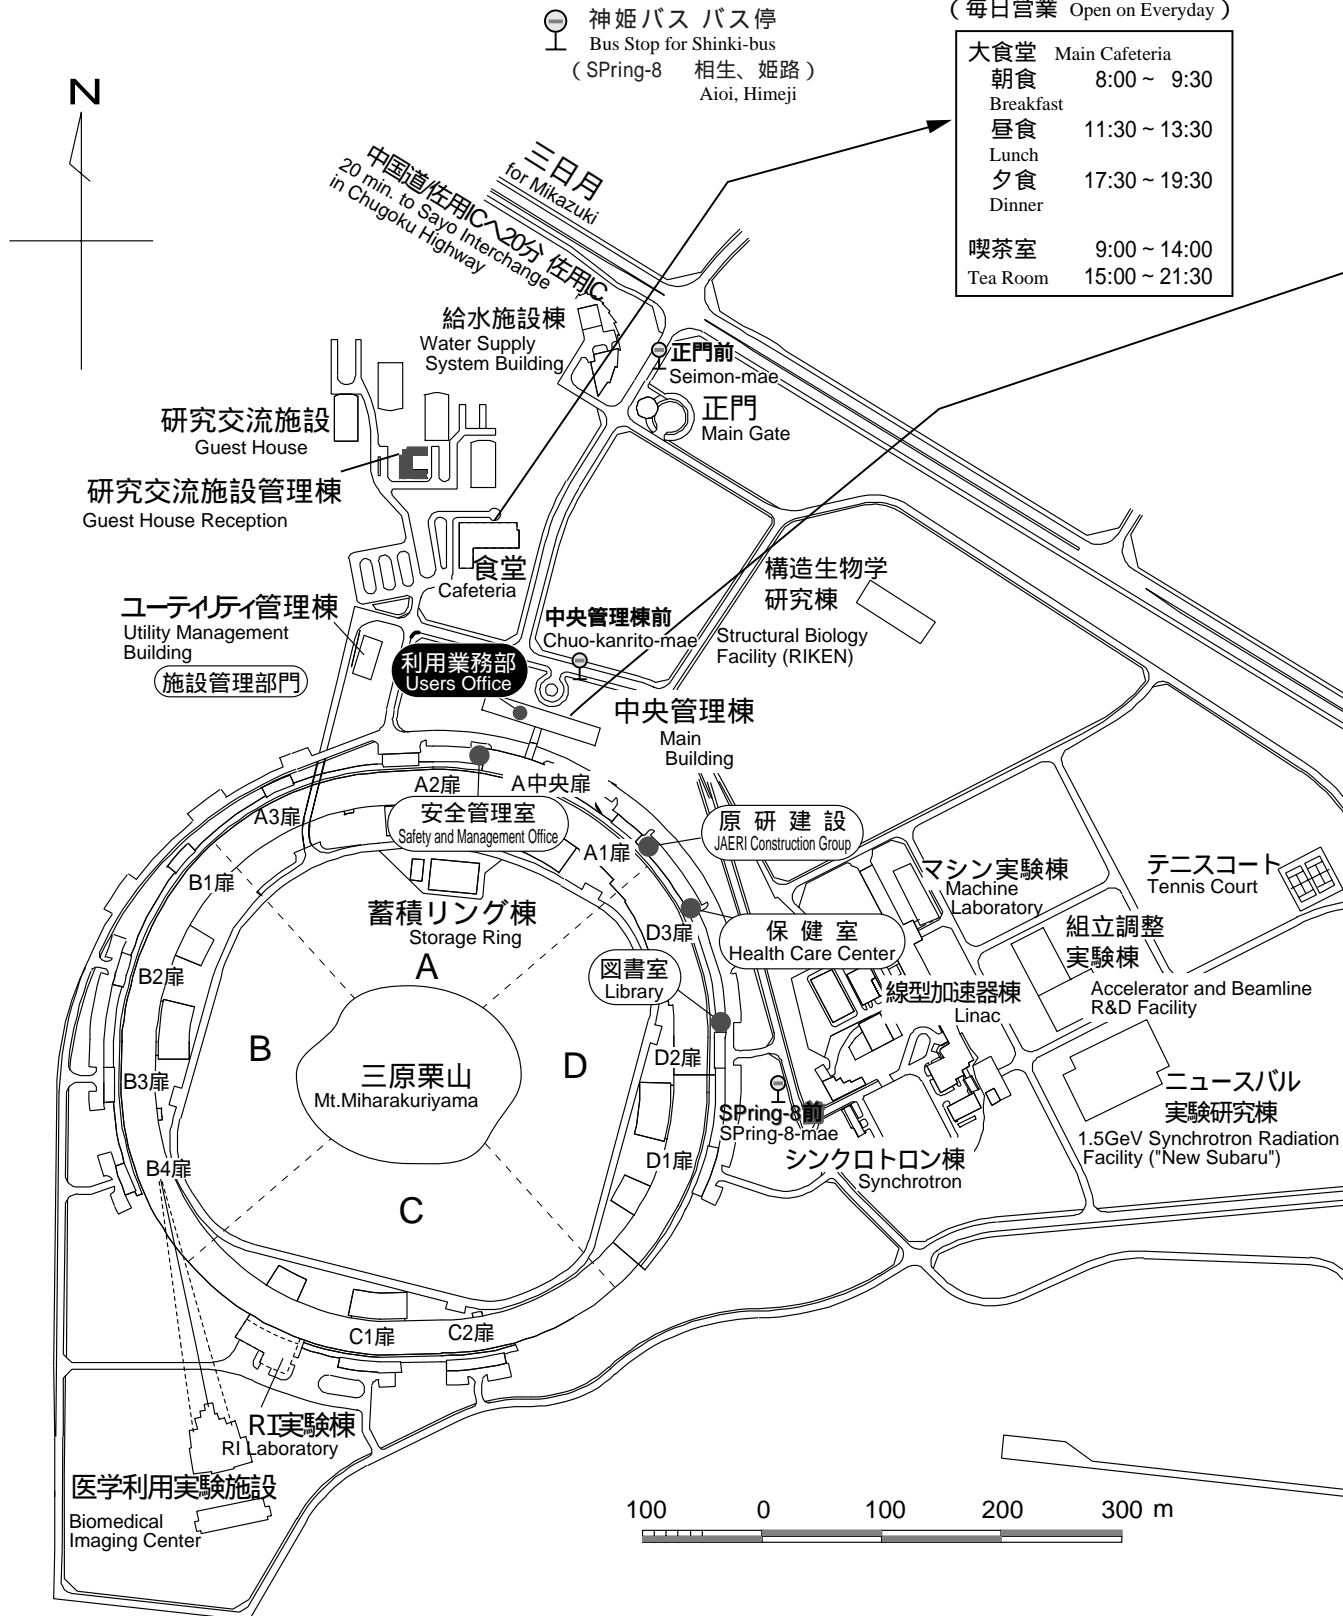 神姫バス バス停
Bus Stop for Shinki-bus
(SPring-8 相生、姫路)
Aioi, Himeji
(毎日営業 Open on Everyday)
大食堂 Main Cafeteria
朝食 8:00 ~ 9:30
Breakfast
昼食 11:30 ~ 13:30
Lunch
夕食 17:30 ~ 19:30
Dinner
喫茶室 9:00 ~ 14:00
Tea Room 15:00 ~ 21:30
N
三日月
for Mikazuki
中国道佐用ICへ20分 佐用IC
20 min. to Sayo Interchange
in Chugoku Highway
給水施設棟
Water Supply
System Building
正門前
Seimon-mae
正門
Main Gate
研究交流施設
Guest House
研究交流施設管理棟
Guest House Reception
食堂
Cafeteria
構造生物学
研究棟
Structural Biology
Facility (RIKEN)
ユーティリティ管理棟
Utility Management
Building
施設管理部門
中央管理棟前
Chuo-kanrito-mae
利用業務部
Users Office
中央管理棟
Main
Building
A2扉
A中央扉
A3扉
安全管理室
Safety and Management Office
原研建設
JAERI Construction Group
A1扉
B1扉
マシン実験棟
Machine
Laboratory
テニスコート
Tennis Court
蓄積リング棟
Storage Ring
A
D3扉
保健室
Health Care Center
組立調整
実験棟
Accelerator and Beamline
R&D Facility
図書室
Library
B2扉
線型加速器棟
Linac
B
D
三原栗山
Mt.Miharakuriyama
D2扉
B3扉
SPring-8前
SPring-8-mae
ニュースバル
実験研究棟
1.5GeV Synchrotron Radiation
Facility ("New Subaru")
シンクロトロン棟
Synchrotron
D1扉
B4扉
C
C1扉
C2扉
RI実験棟
RI Laboratory
医学利用実験施設
Biomedical
Imaging Center
100 0 100 200 300 m